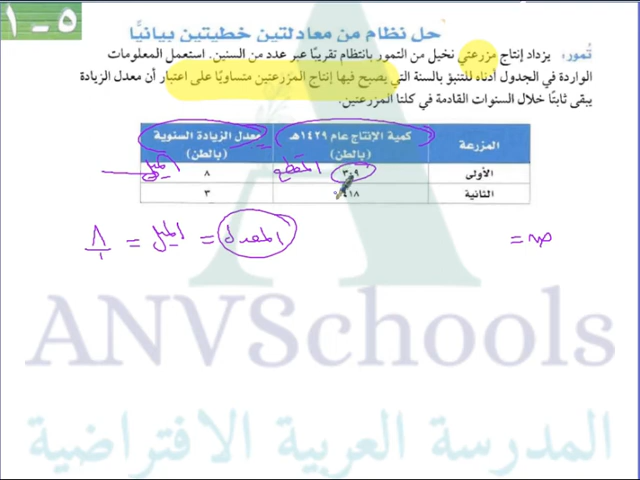 ٥ - ١
حل نظام من معادلتين خطيتين بيانيًّا
تُمور: يزداد إنتاج مزرعتي نخيل من التمور بانتظام تقريبًا عبر عدد من السنين. استعمل المعلومات
الواردة في الجدول أدناه للتنبؤ بالسنة التي يصبح فيها إنتاج المزرعتين متساويًا على اعتبار أن معدل الزيادة
يبقى ثابتًا خلال السنوات القادمة في كلتا المزرعتين.
المزرعة كمية الإنتاج عام ١٤٢٩هـ (بالطن) معدل الزيادة السنوية (بالطن)
الأولى ٣٠٩ المقطع ٨ الميل
الثانية ٤١٨ ٣
ص =
المعدل = الميل = ٨/١
ANVSchools
المدرسة العربية الافتراضية